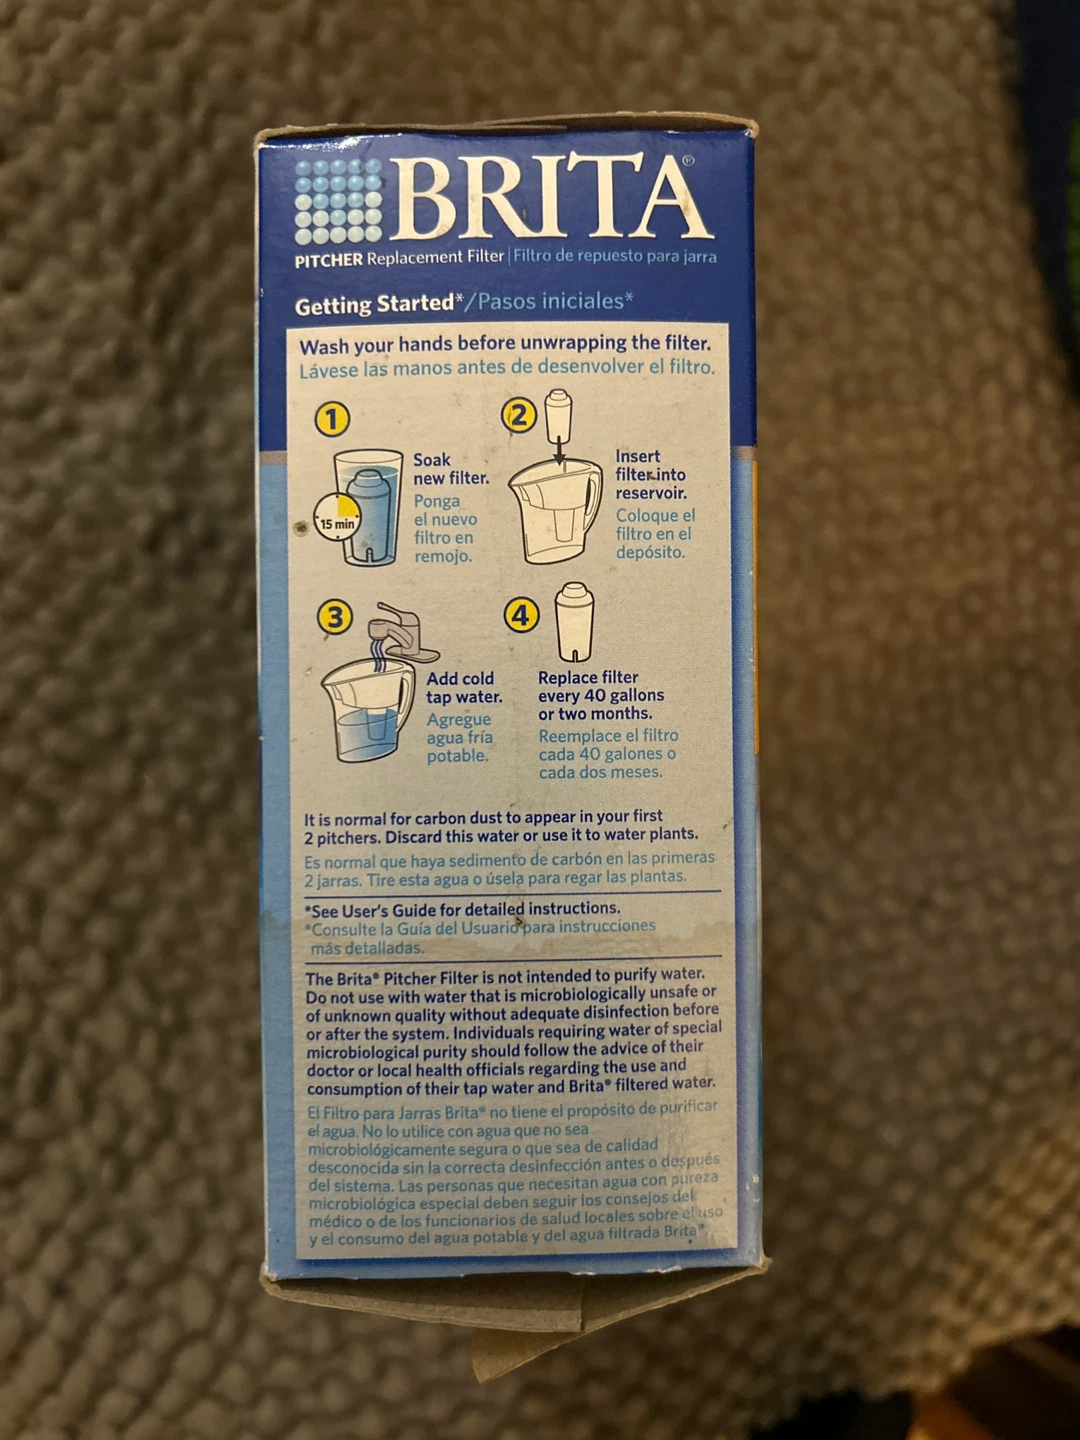 BRITA®
PITCHER Replacement Filter | Filtro de repuesto para jarra
Getting Started*/Pasos iniciales*
Wash your hands before unwrapping the filter.
Lávese las manos antes de desenvolver el filtro.
1
15 min
Soak
new filter.
Ponga
el nuevo
filtro en
remojo.
2
Insert
filter into
reservoir.
Coloque el
filtro en el
depósito.
3
Add cold
tap water.
Agregue
agua fría
potable.
4
Replace filter
every 40 gallons
or two months.
Reemplace el filtro
cada 40 galones o
cada dos meses.
It is normal for carbon dust to appear in your first
2 pitchers. Discard this water or use it to water plants.
Es normal que haya sedimento de carbón en las primeras
2 jarras. Tire esta agua o úsela para regar las plantas.
*See User's Guide for detailed instructions.
*Consulte la Guía del Usuario para instrucciones
más detalladas.
The Brita® Pitcher Filter is not intended to purify water.
Do not use with water that is microbiologically unsafe or
of unknown quality without adequate disinfection before
or after the system. Individuals requiring water of special
microbiological purity should follow the advice of their
doctor or local health officials regarding the use and
consumption of their tap water and Brita® filtered water.
El Filtro para Jarras Brita® no tiene el propósito de purificar
el agua. No lo utilice con agua que no sea
microbiológicamente segura o que sea de calidad
desconocida sin la correcta desinfección antes o después
del sistema. Las personas que necesitan agua con pureza
microbiológica especial deben seguir los consejos del
médico o de los funcionarios de salud locales sobre el uso
y el consumo del agua potable y del agua filtrada Brita®.